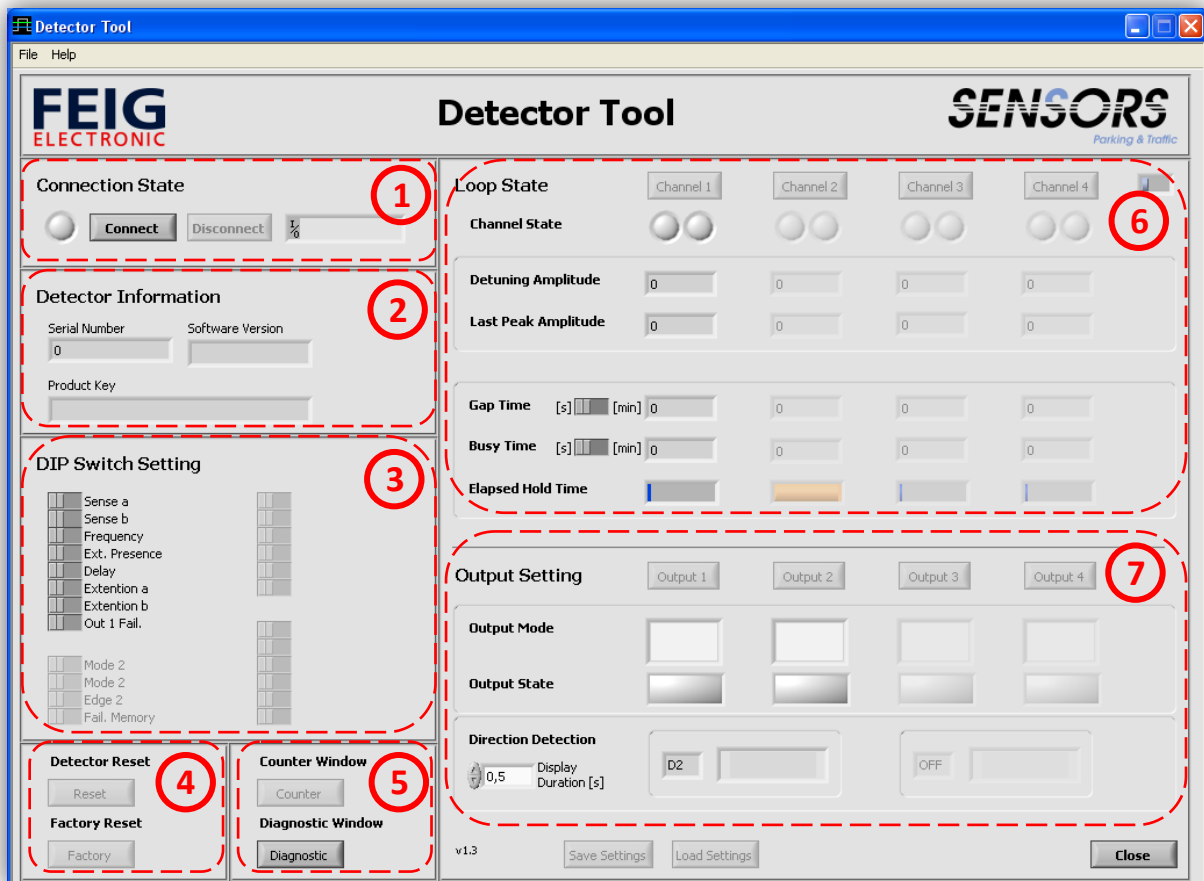 Detector Tool
File Help
FEIG
ELECTRONIC
Detector Tool
SENSORS
Parking & Traffic
Connection State
1
Connect
Disconnect
I/0
Detector Information
2
Serial Number
Software Version
0
Product Key
DIP Switch Setting
3
Sense a
Sense b
Frequency
Ext. Presence
Delay
Extention a
Extention b
Out 1 Fail.
Mode 2
Mode 2
Edge 2
Fail. Memory
Detector Reset
4
Reset
Factory Reset
Factory
Counter Window
5
Counter
Diagnostic Window
Diagnostic
Loop State
Channel 1
Channel 2
Channel 3
Channel 4
6
Channel State
Detuning Amplitude
0
0
0
0
Last Peak Amplitude
0
0
0
0
Gap Time [s] [min]
0
0
0
0
Busy Time [s] [min]
0
0
0
0
Elapsed Hold Time
Output Setting
Output 1
Output 2
Output 3
Output 4
7
Output Mode
Output State
Direction Detection
0,5
Display
Duration [s]
D2
OFF
v1.3
Save Settings
Load Settings
Close